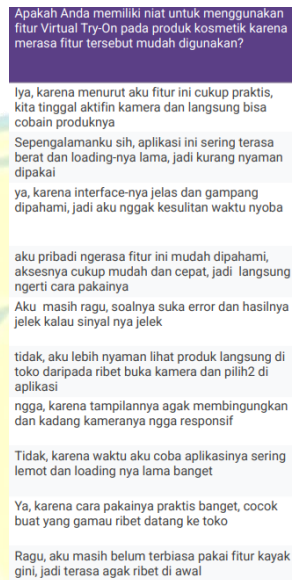 Apakah Anda memiliki niat untuk menggunakan
fitur Virtual Try-On pada produk kosmetik karena
merasa fitur tersebut mudah digunakan?
Iya, karena menurut aku fitur ini cukup praktis,
kita tinggal aktifin kamera dan langsung bisa
cobain produknya
Sepengalamanku sih, aplikasi ini sering terasa
berat dan loading-nya lama, jadi kurang nyaman
dipakai
ya, karena interface-nya jelas dan gampang
dipahami, jadi aku nggak kesulitan waktu nyoba
aku pribadi ngerasa fitur ini mudah dipahami,
aksesnya cukup mudah dan cepat, jadi langsung
ngerti cara pakainya
Aku masih ragu, soalnya suka error dan hasilnya
jelek kalau sinyal nya jelek
tidak, aku lebih nyaman lihat produk langsung di
toko daripada ribet buka kamera dan pilih2 di
aplikasi
ngga, karena tampilannya agak membingungkan
dan kadang kameranya ngga responsif
Tidak, karena waktu aku coba aplikasinya sering
lemot dan loading nya lama banget
Ya, karena cara pakainya praktis banget, cocok
buat yang gamau ribet datang ke toko
Ragu, aku masih belum terbiasa pakai fitur kayak
gini, jadi terasa agak ribet di awal